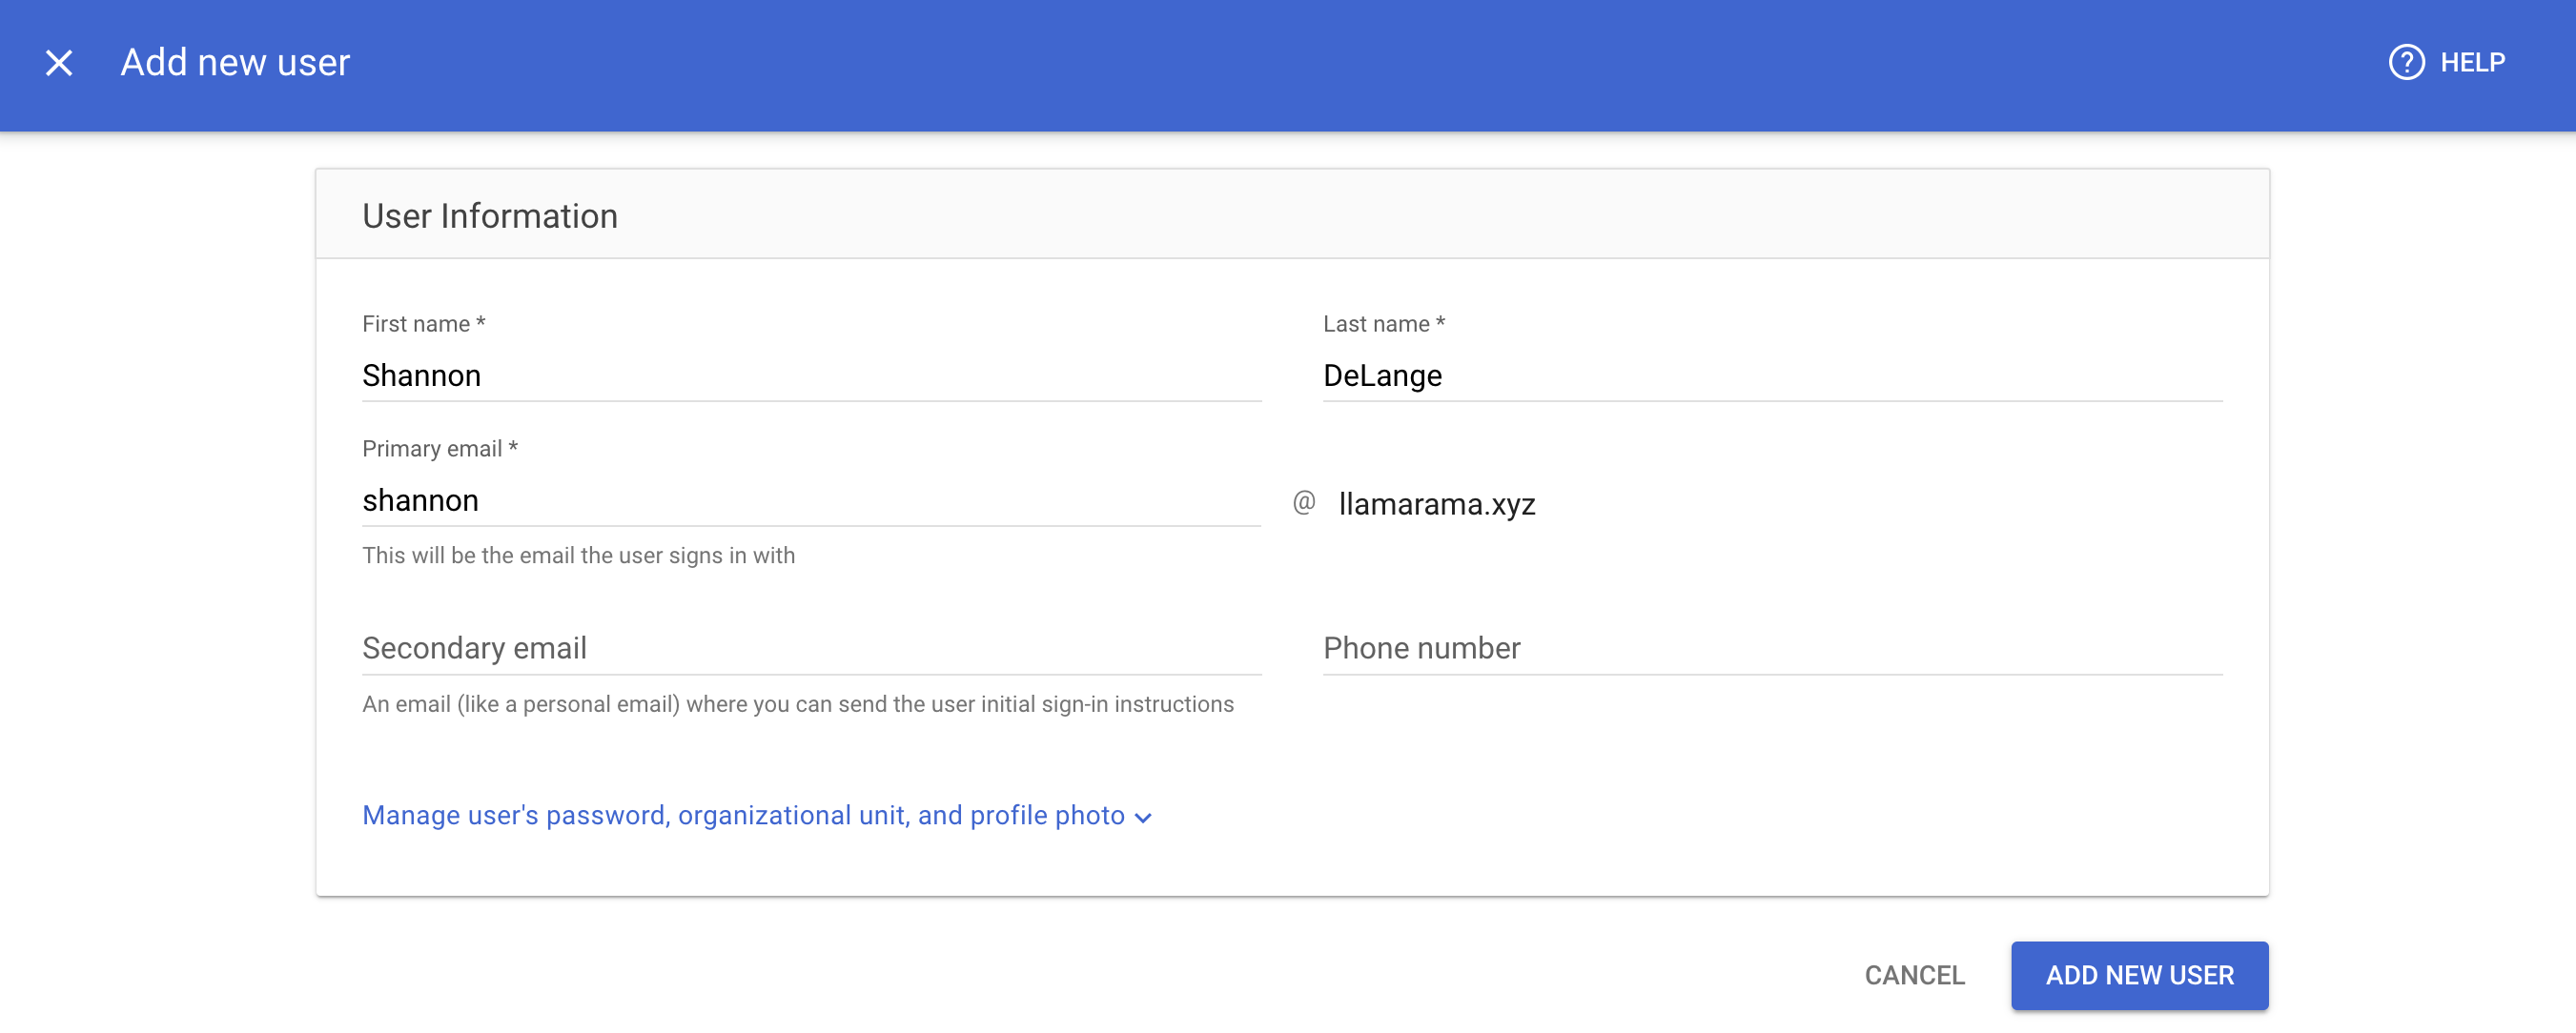 Add new user
HELP
User Information
First name *
Last name *
Shannon
DeLange
Primary email *
shannon
@ llamarama.xyz
This will be the email the user signs in with
Secondary email
Phone number
An email (like a personal email) where you can send the user initial sign-in instructions
Manage user's password, organizational unit, and profile photo
CANCEL
ADD NEW USER